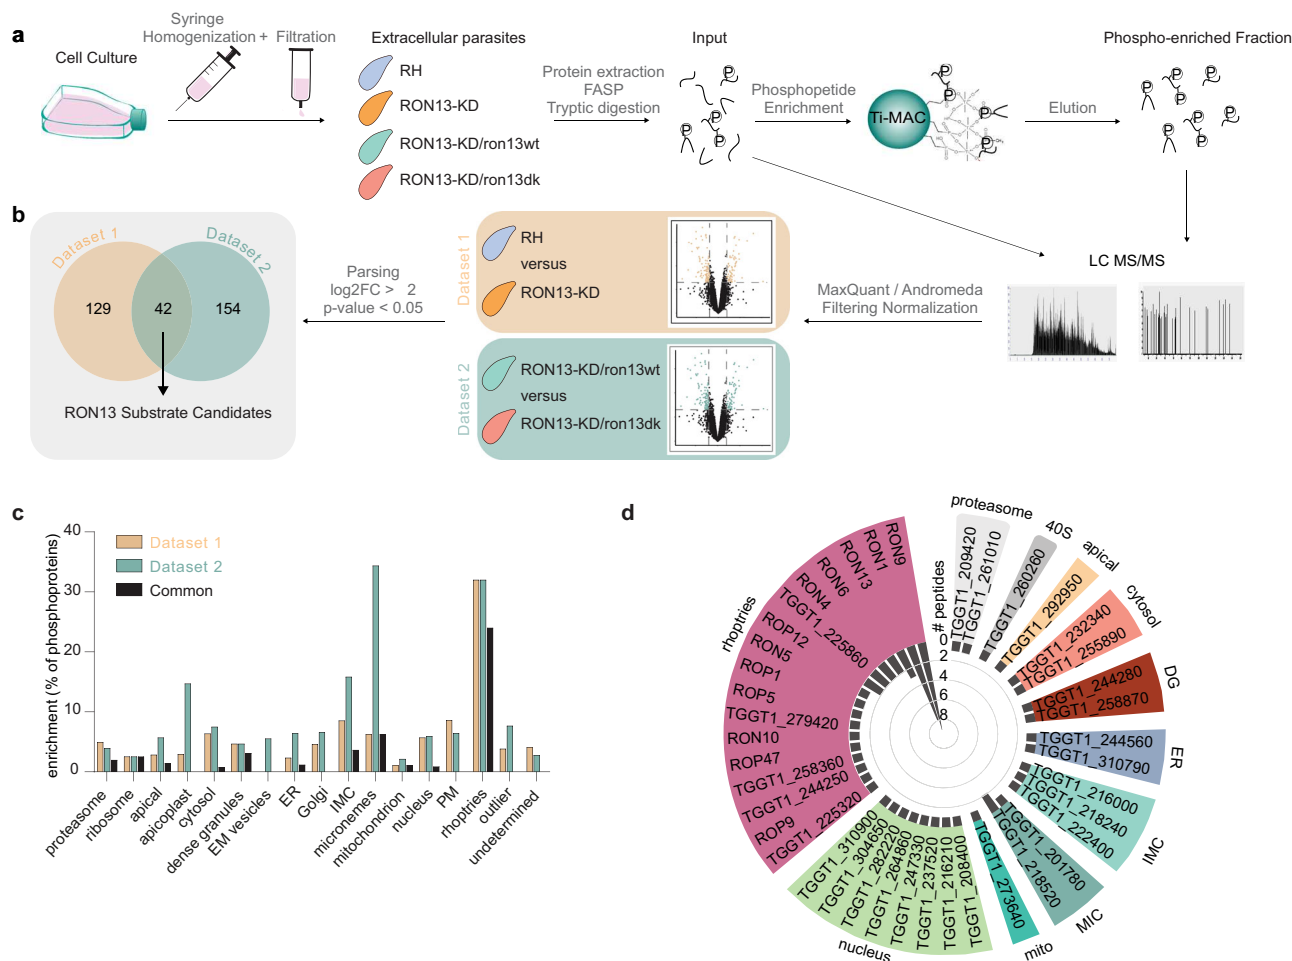 a
Syringe
Homogenization + Filtration
Cell Culture
Extracellular parasites
RH
RON13-KD
RON13-KD/ron13wt
RON13-KD/ron13dk
Protein extraction
FASP
Tryptic digestion
Input
P
P
P
P
Phosphopetide
Enrichment
Ti-MAC
P
P
P
P
Elution
Phospho-enriched Fraction
P
P
P
P
P
P
P
LC MS/MS
MaxQuant / Andromeda
Filtering Normalization
b
Dataset 1
Dataset 2
129
42
154
RON13 Substrate Candidates
Parsing
log2FC > 2
p-value < 0.05
Dataset 1
RH
versus
RON13-KD
Dataset 2
RON13-KD/ron13wt
versus
RON13-KD/ron13dk
c
enrichment (% of phosphoproteins)
40
30
20
10
0
Dataset 1
Dataset 2
Common
proteasome
ribosome
apical
apicoplast
cytosol
dense granules
EM vesicles
ER
Golgi
IMC
micronemes
mitochondrion
nucleus
PM
rhoptries
outlier
undetermined
d
# peptides
0
2
4
6
8
proteasome
TGGT1_209420
TGGT1_261010
40S
TGGT1_260260
apical
TGGT1_292950
cytosol
TGGT1_232340
TGGT1_255890
DG
TGGT1_244280
TGGT1_258870
ER
TGGT1_244560
TGGT1_310790
IMC
TGGT1_216000
TGGT1_218240
TGGT1_222400
MIC
TGGT1_201780
TGGT1_218520
mito
TGGT1_273640
nucleus
TGGT1_208400
TGGT1_216210
TGGT1_237520
TGGT1_247330
TGGT1_264860
TGGT1_282220
TGGT1_304650
TGGT1_310900
rhoptries
TGGT1_225320
ROP9
TGGT1_244250
TGGT1_258360
ROP47
RON10
TGGT1_279420
ROP5
ROP1
RON5
ROP12
TGGT1_225860
RON4
RON6
RON13
RON1
RON9